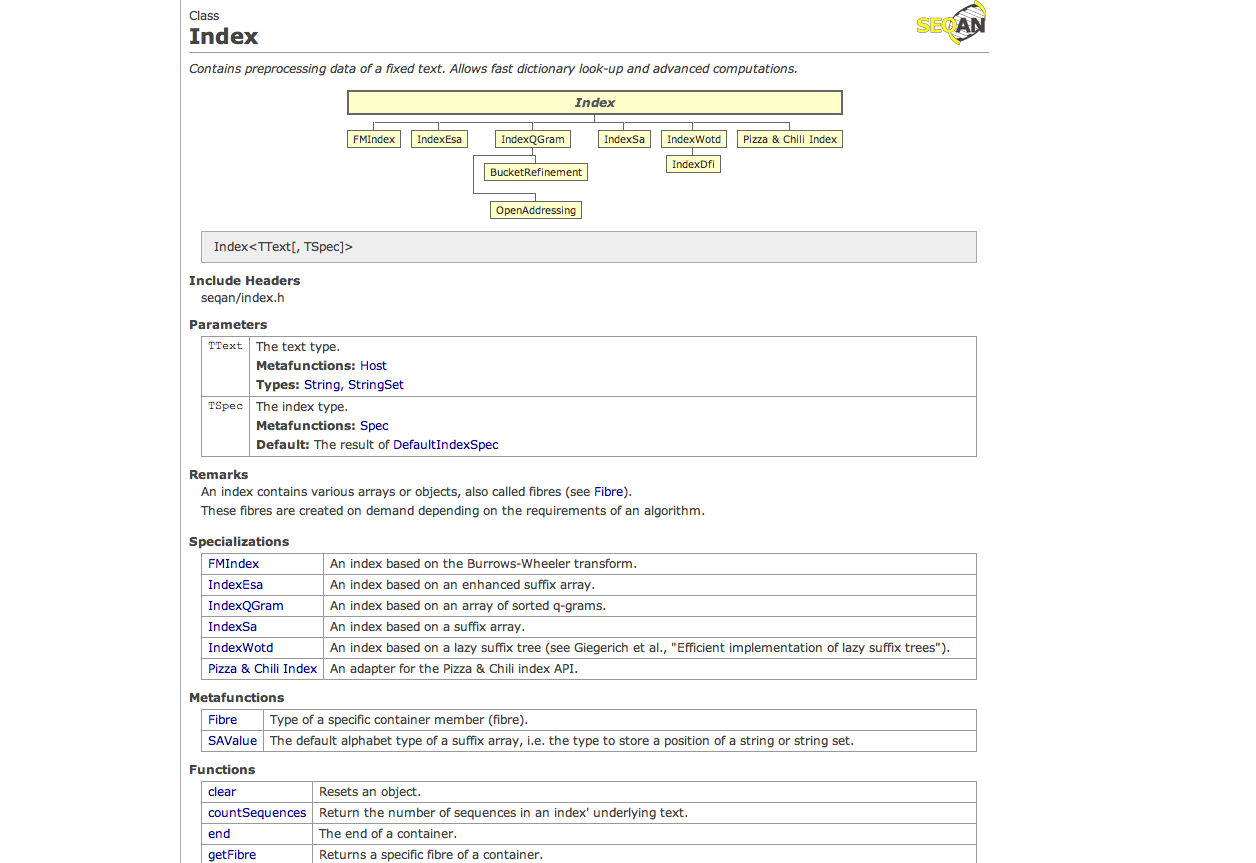 Class
SEQAN
Index
Contains preprocessing data of a fixed text. Allows fast dictionary look-up and advanced computations.
Index
FMIndex IndexEsa IndexQGram IndexSa IndexWotd Pizza & Chili Index
BucketRefinement IndexDfi
OpenAddressing
Index<TText[, TSpec]>
Include Headers
seqan/index.h
Parameters
TText The text type.
Metafunctions: Host
Types: String, StringSet
TSpec The index type.
Metafunctions: Spec
Default: The result of DefaultIndexSpec
Remarks
An index contains various arrays or objects, also called fibres (see Fibre).
These fibres are created on demand depending on the requirements of an algorithm.
Specializations
FMIndex An index based on the Burrows-Wheeler transform.
IndexEsa An index based on an enhanced suffix array.
IndexQGram An index based on an array of sorted q-grams.
IndexSa An index based on a suffix array.
IndexWotd An index based on a lazy suffix tree (see Giegerich et al., "Efficient implementation of lazy suffix trees").
Pizza & Chili Index An adapter for the Pizza & Chili index API.
Metafunctions
Fibre Type of a specific container member (fibre).
SAValue The default alphabet type of a suffix array, i.e. the type to store a position of a string or string set.
Functions
clear Resets an object.
countSequences Return the number of sequences in an index' underlying text.
end The end of a container.
getFibre Returns a specific fibre of a container.